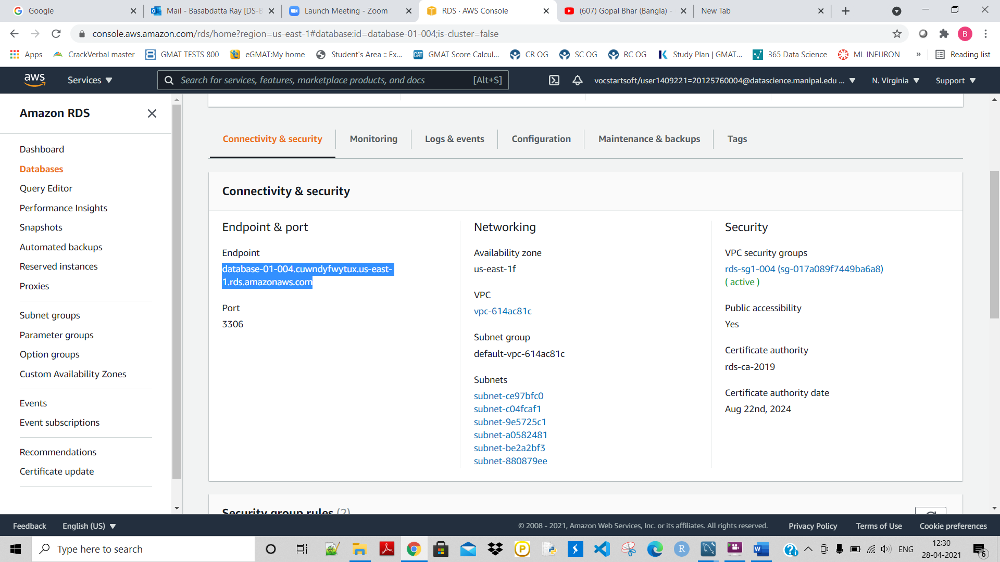 Google
Mail - Basabdatta Ray [DS-B
Launch Meeting - Zoom
RDS · AWS Console
(607) Gopal Bhar (Bangla) -
New Tab
console.aws.amazon.com/rds/home?region=us-east-1#database:id=database-01-004;is-cluster=false
B
Apps
CrackVerbal master
GMAT TESTS 800
eGMAT:My home
Student's Area :: Ex...
CAT
GMAT Score Calcul...
CR OG
SC OG
RC OG
Study Plan | GMAT...
365 Data Science
ML INEURON
»
Reading list
aws
Services
Search for services, features, marketplace products, and docs
[Alt+S]
vocstartsoft/user1409221=20125760004@datascience.manipal.edu ...
N. Virginia
Support
Amazon RDS
Dashboard
Databases
Query Editor
Performance Insights
Snapshots
Automated backups
Reserved instances
Proxies
Subnet groups
Parameter groups
Option groups
Custom Availability Zones
Events
Event subscriptions
Recommendations
Certificate update
Connectivity & security
Monitoring
Logs & events
Configuration
Maintenance & backups
Tags
Connectivity & security
Endpoint & port
Endpoint
database-01-004.cuwndyfwytux.us-east-
1.rds.amazonaws.com
Port
3306
Networking
Availability zone
us-east-1f
VPC
vpc-614ac81c
Subnet group
default-vpc-614ac81c
Subnets
subnet-ce97bfc0
subnet-c04fcaf1
subnet-9e5725c1
subnet-a0582481
subnet-be2a2bf3
subnet-880879ee
Security
VPC security groups
rds-sg1-004 (sg-017a089f7449ba6a8)
( active )
Public accessibility
Yes
Certificate authority
rds-ca-2019
Certificate authority date
Aug 22nd, 2024
Security group rules (2)
Feedback
English (US)
© 2008 - 2021, Amazon Web Services, Inc. or its affiliates. All rights reserved.
Privacy Policy
Terms of Use
Cookie preferences
Type here to search
P
R
W
ENG
12:30
28-04-2021
6